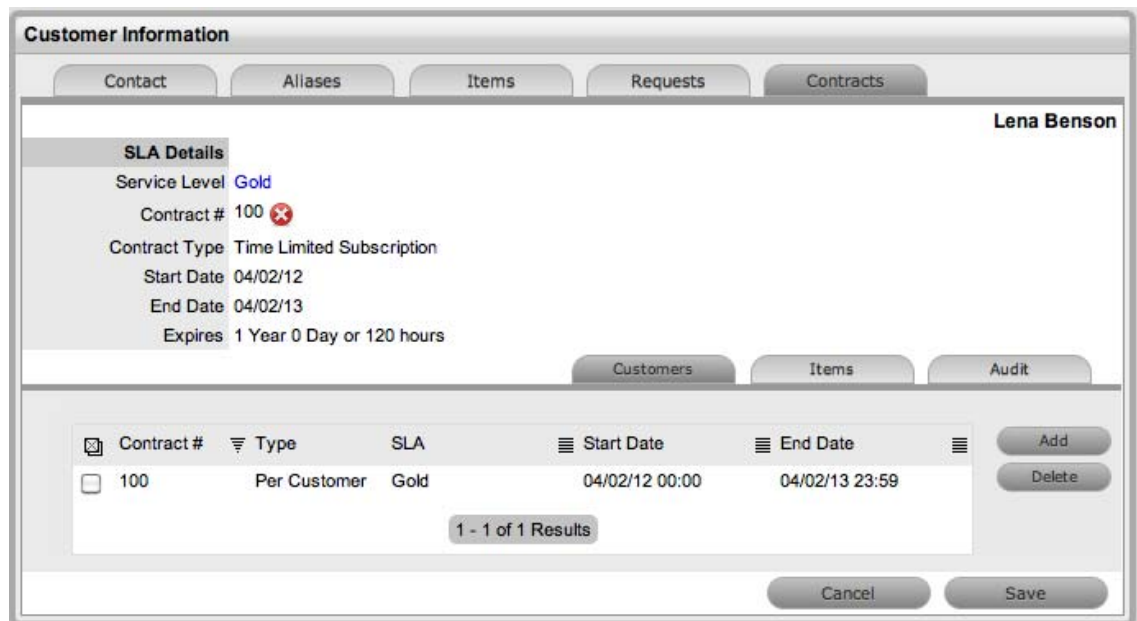 Customer Information
Contact Aliases Items Requests Contracts
Lena Benson
SLA Details
Service Level Gold
Contract # 100
Contract Type Time Limited Subscription
Start Date 04/02/12
End Date 04/02/13
Expires 1 Year 0 Day or 120 hours
Customers Items Audit
Contract # Type SLA Start Date End Date Add
100 Per Customer Gold 04/02/12 00:00 04/02/13 23:59 Delete
1 - 1 of 1 Results
Cancel Save